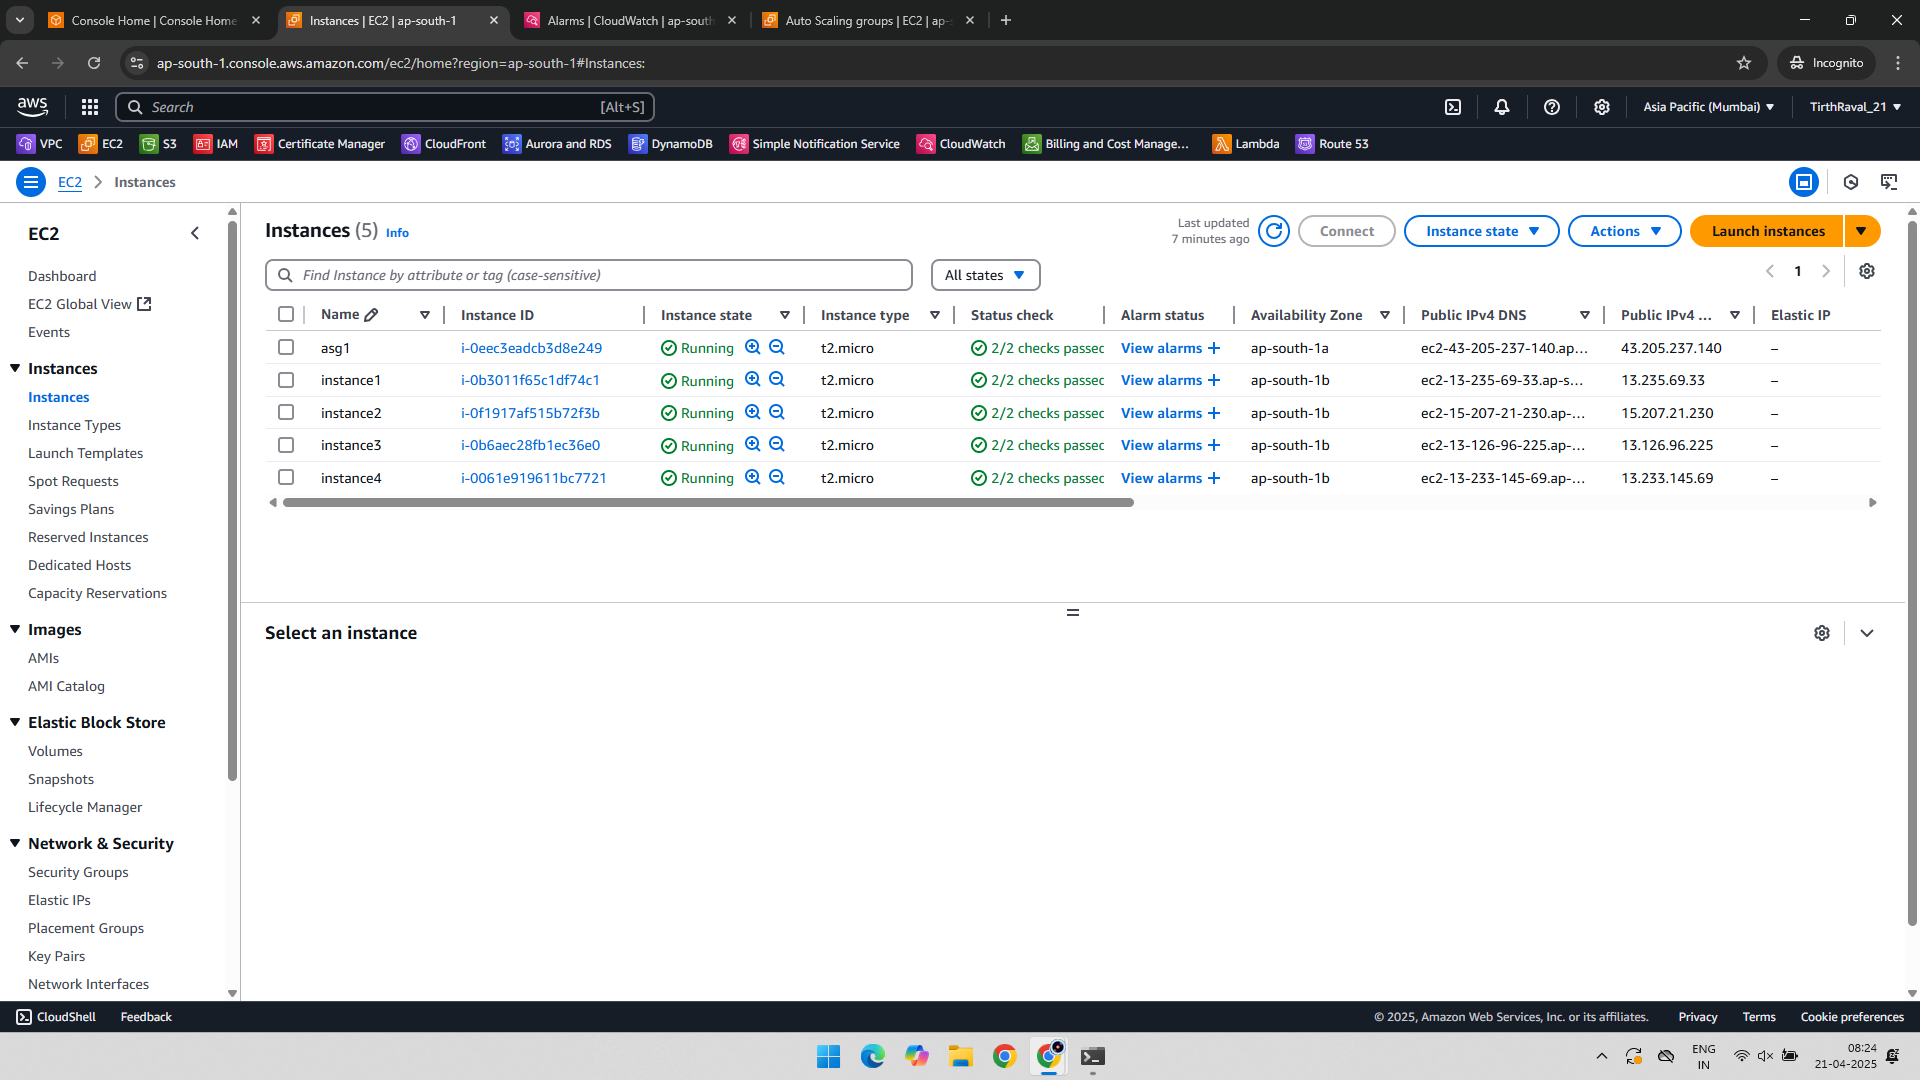 Console Home | Console Home
Instances | EC2 | ap-south-1
Alarms | CloudWatch | ap-south
Auto Scaling groups | EC2 | ap-
ap-south-1.console.aws.amazon.com/ec2/home?region=ap-south-1#Instances:
Incognito
aws
Search
[Alt+S]
Asia Pacific (Mumbai)
TirthRaval_21
VPC
EC2
S3
IAM
Certificate Manager
CloudFront
Aurora and RDS
DynamoDB
Simple Notification Service
CloudWatch
Billing and Cost Manage...
Lambda
Route 53
EC2
Instances
EC2
Dashboard
EC2 Global View
Events
Instances
Instances
Instance Types
Launch Templates
Spot Requests
Savings Plans
Reserved Instances
Dedicated Hosts
Capacity Reservations
Images
AMIs
AMI Catalog
Elastic Block Store
Volumes
Snapshots
Lifecycle Manager
Network & Security
Security Groups
Elastic IPs
Placement Groups
Key Pairs
Network Interfaces
Instances (5) Info
Last updated
7 minutes ago
Connect
Instance state
Actions
Launch instances
Find Instance by attribute or tag (case-sensitive)
All states
1
Name Instance ID Instance state Instance type Status check Alarm status Availability Zone Public IPv4 DNS Public IPv4 ... Elastic IP
asg1 i-0eec3eadcb3d8e249 Running t2.micro 2/2 checks passec View alarms + ap-south-1a ec2-43-205-237-140.ap... 43.205.237.140 –
instance1 i-0b3011f65c1df74c1 Running t2.micro 2/2 checks passec View alarms + ap-south-1b ec2-13-235-69-33.ap-s... 13.235.69.33 –
instance2 i-0f1917af515b72f3b Running t2.micro 2/2 checks passec View alarms + ap-south-1b ec2-15-207-21-230.ap-... 15.207.21.230 –
instance3 i-0b6aec28fb1ec36e0 Running t2.micro 2/2 checks passec View alarms + ap-south-1b ec2-13-126-96-225.ap-... 13.126.96.225 –
instance4 i-0061e919611bc7721 Running t2.micro 2/2 checks passec View alarms + ap-south-1b ec2-13-233-145-69.ap-... 13.233.145.69 –
Select an instance
CloudShell
Feedback
© 2025, Amazon Web Services, Inc. or its affiliates.
Privacy
Terms
Cookie preferences
ENG
IN
08:24
21-04-2025